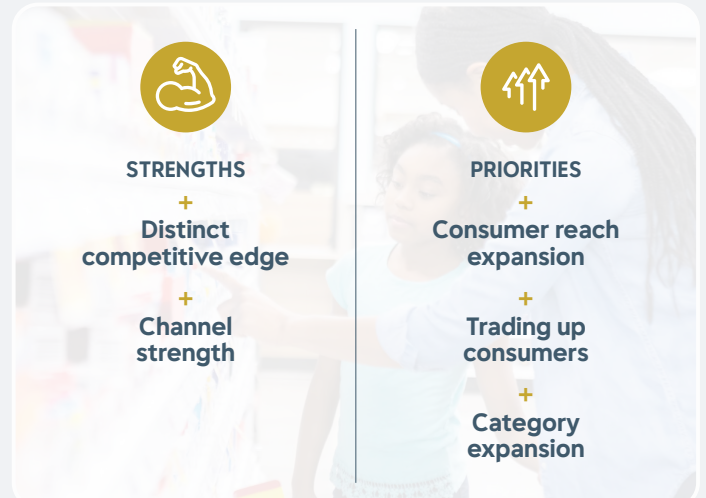 STRENGTHS
+
Distinct
competitive edge
+
Channel
strength
PRIORITIES
+
Consumer reach
expansion
+
Trading up
consumers
+
Category
expansion